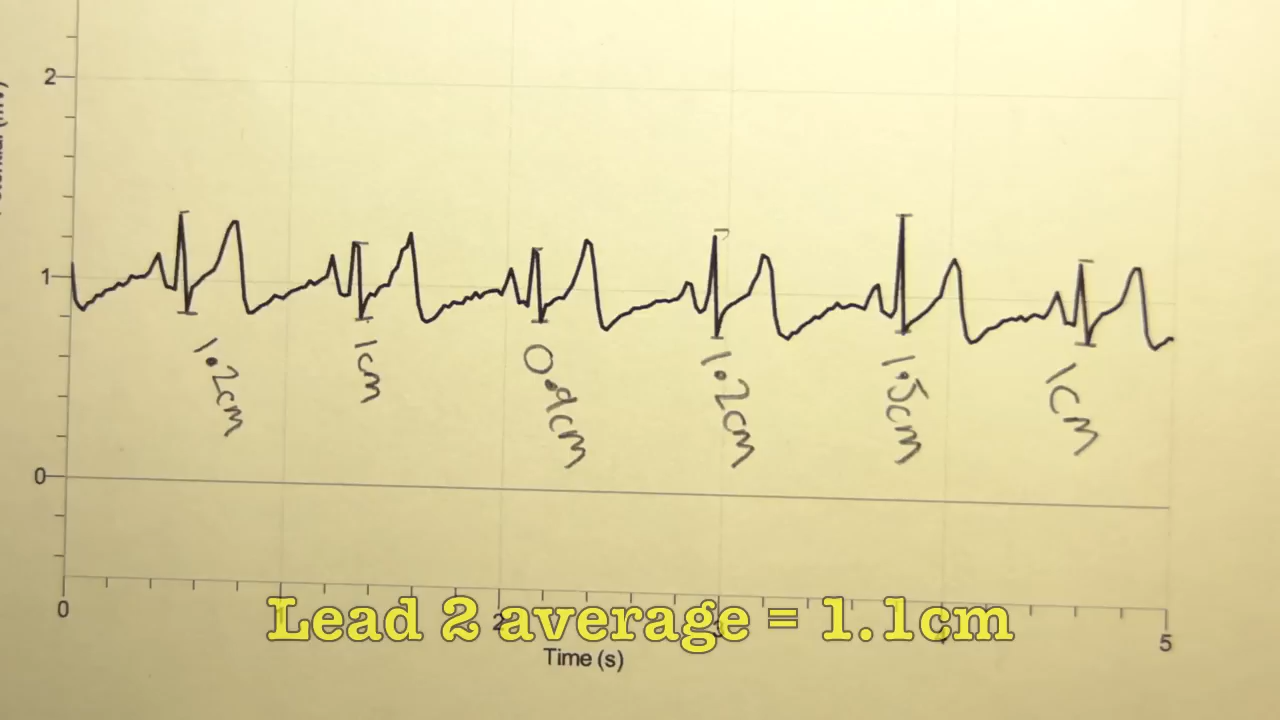 2
1
0
1.2cm
1cm
0.9cm
1.2cm
1.5cm
1cm
0
5
Lead 2 average = 1.1cm
Time (s)